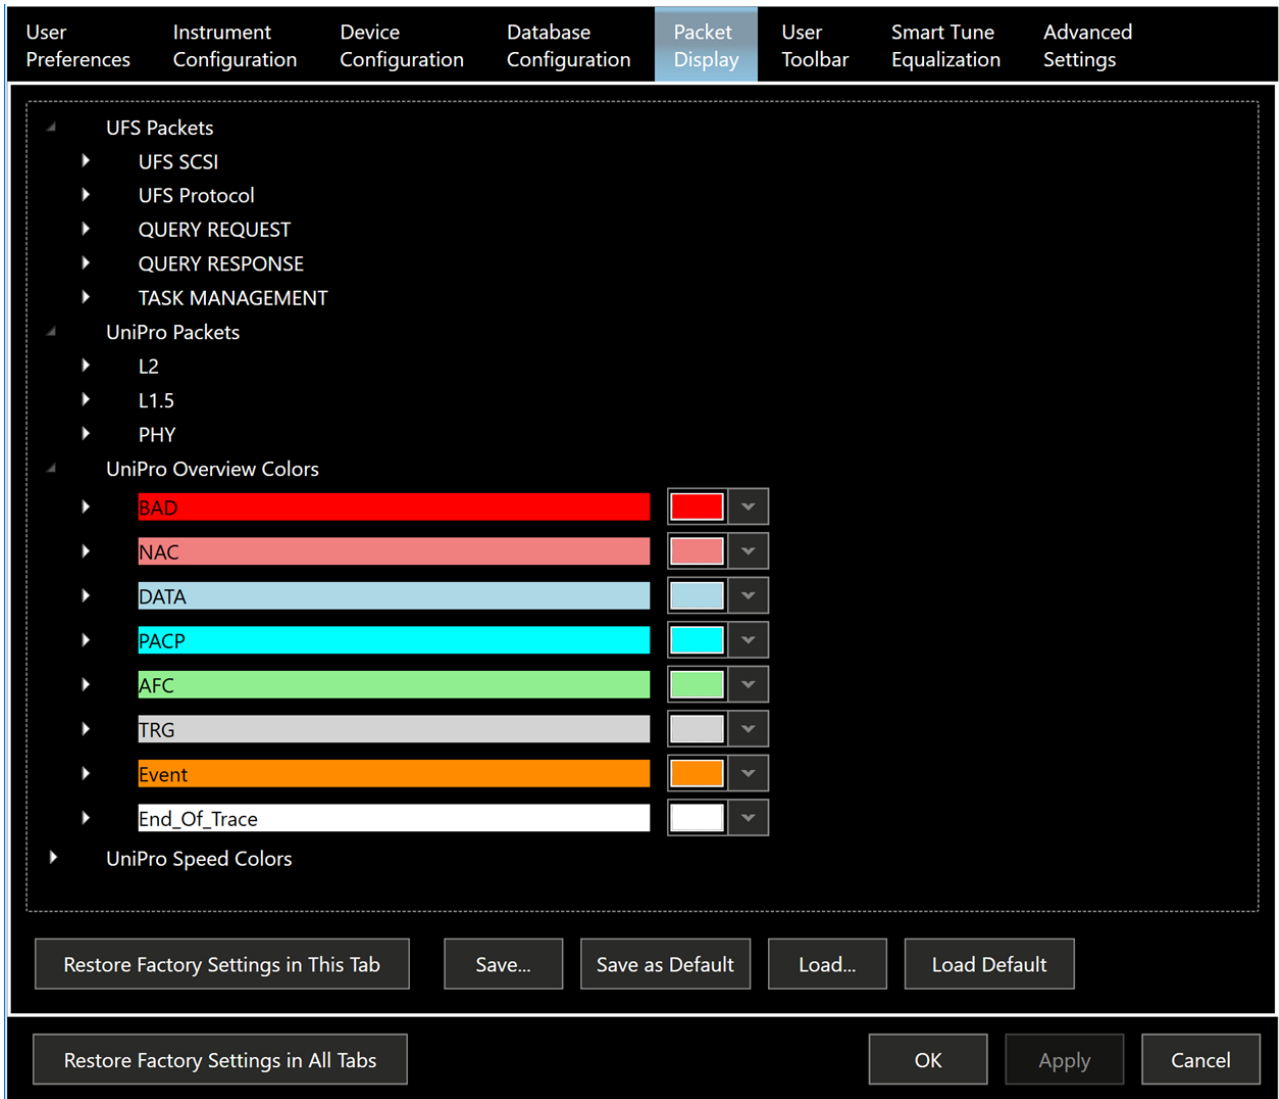 User Preferences
Instrument Configuration
Device Configuration
Database Configuration
Packet Display
User Toolbar
Smart Tune Equalization
Advanced Settings
UFS Packets
UFS SCSI
UFS Protocol
QUERY REQUEST
QUERY RESPONSE
TASK MANAGEMENT
UniPro Packets
L2
L1.5
PHY
UniPro Overview Colors
BAD
NAC
DATA
PACP
AFC
TRG
Event
End_Of_Trace
UniPro Speed Colors
Restore Factory Settings in This Tab
Save...
Save as Default
Load...
Load Default
Restore Factory Settings in All Tabs
OK
Apply
Cancel